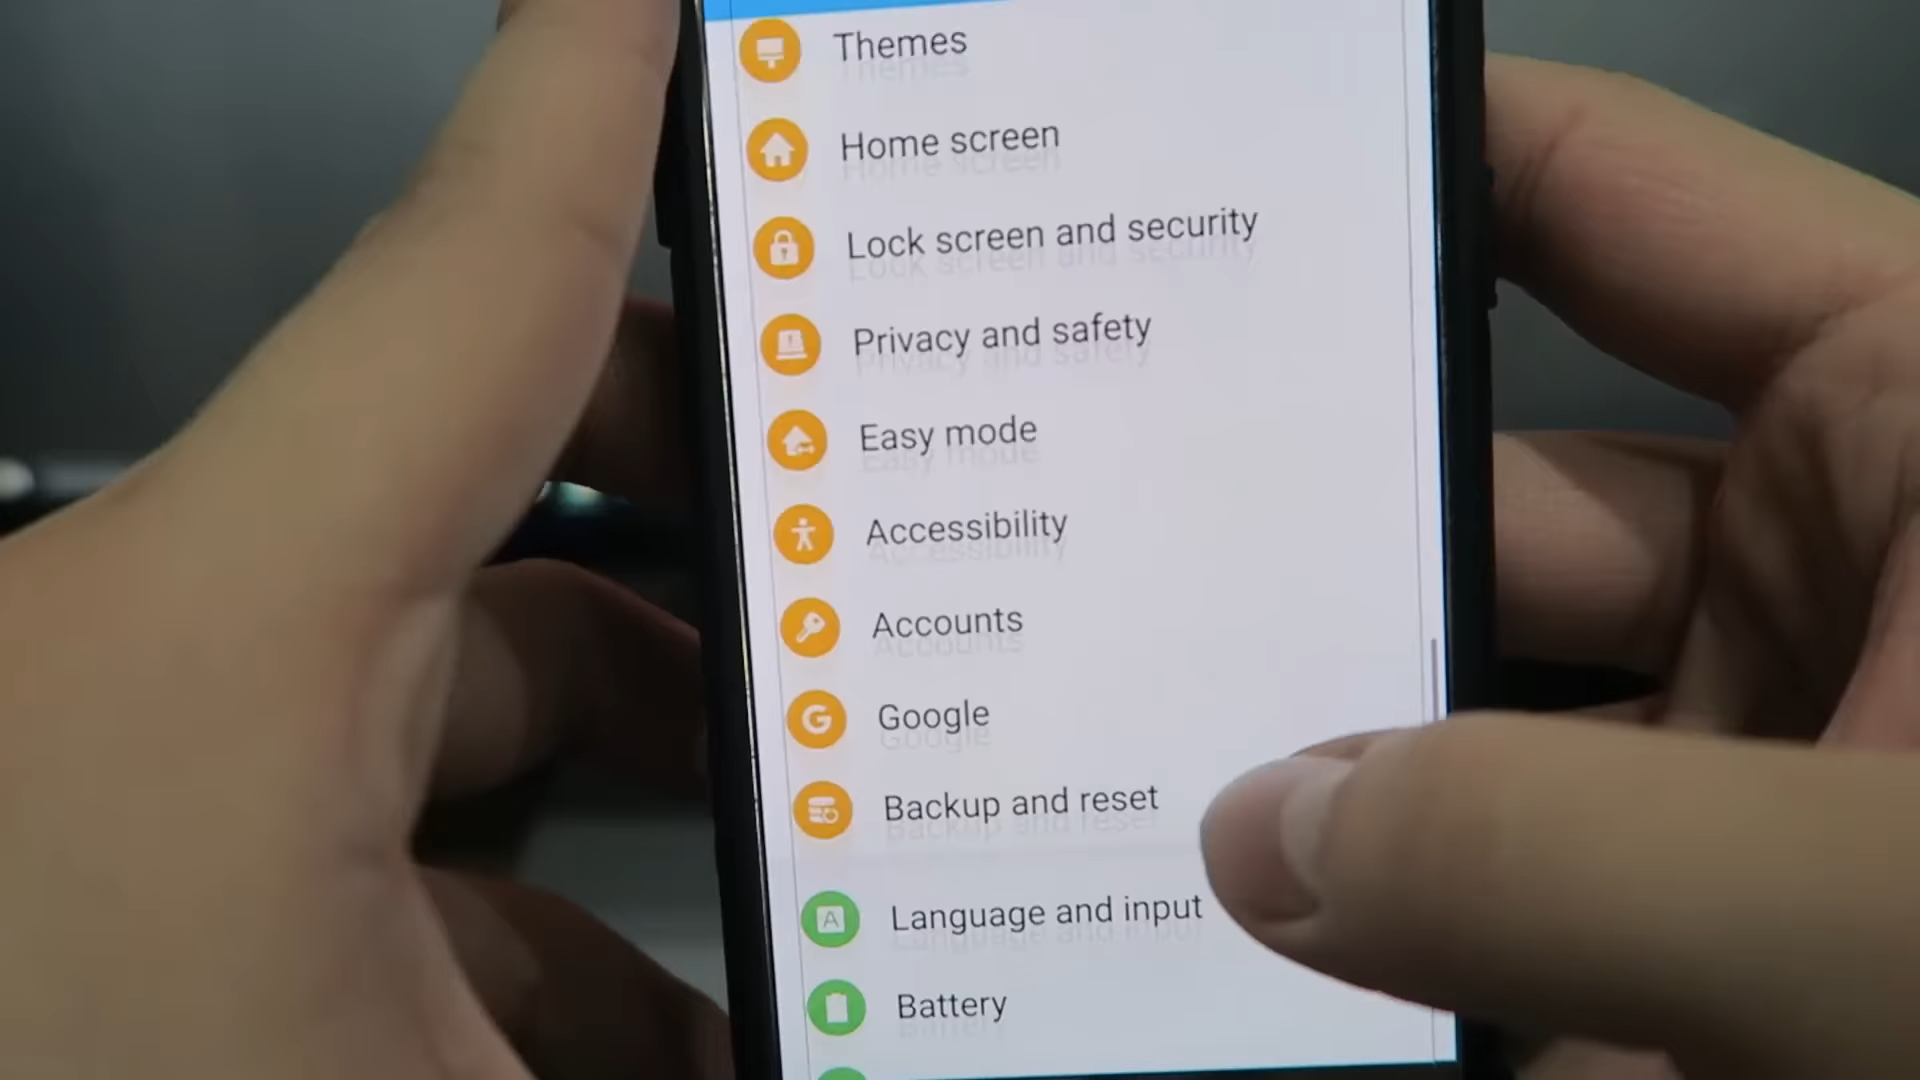 Themes
Home screen
Lock screen and security
Privacy and safety
Easy mode
Accessibility
Accounts
Google
Backup and reset
Language and input
Battery